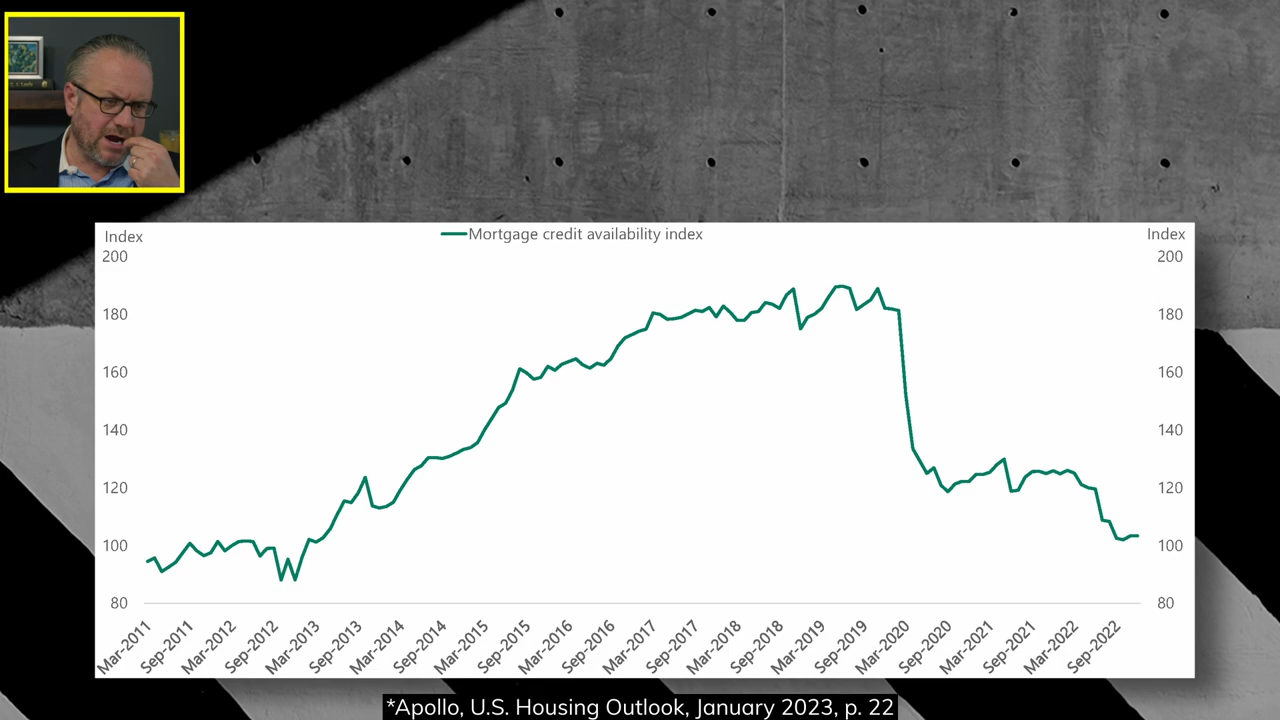 Index
Mortgage credit availability index
Index
200
200
180
180
160
160
140
140
120
120
100
100
80
80
Mar-2011
Sep-2011
Mar-2012
Sep-2012
Mar-2013
Sep-2013
Mar-2014
Sep-2014
Mar-2015
Sep-2015
Mar-2016
Sep-2016
Mar-2017
Sep-2017
Mar-2018
Sep-2018
Mar-2019
Sep-2019
Mar-2020
Sep-2020
Mar-2021
Sep-2021
Mar-2022
Sep-2022
*Apollo, U.S. Housing Outlook, January 2023, p. 22